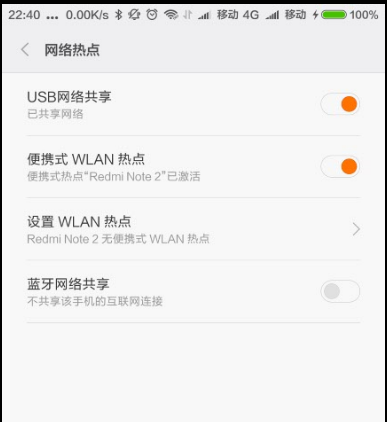 22:40 ... 0.00K/s 移动 4G 移动 100%
网络热点
USB网络共享
已共享网络
便携式 WLAN 热点
便携式热点“Redmi Note 2”已激活
设置 WLAN 热点
Redmi Note 2 无便携式 WLAN 热点
蓝牙网络共享
不共享该手机的互联网连接